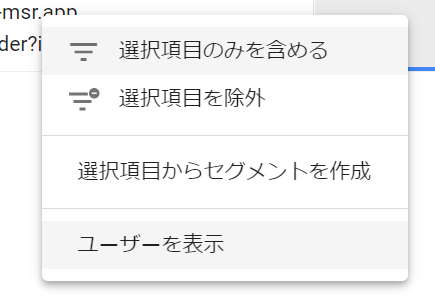 -msr.app
der?i
選択項目のみを含める
選択項目を除外
選択項目からセグメントを作成
ユーザーを表示